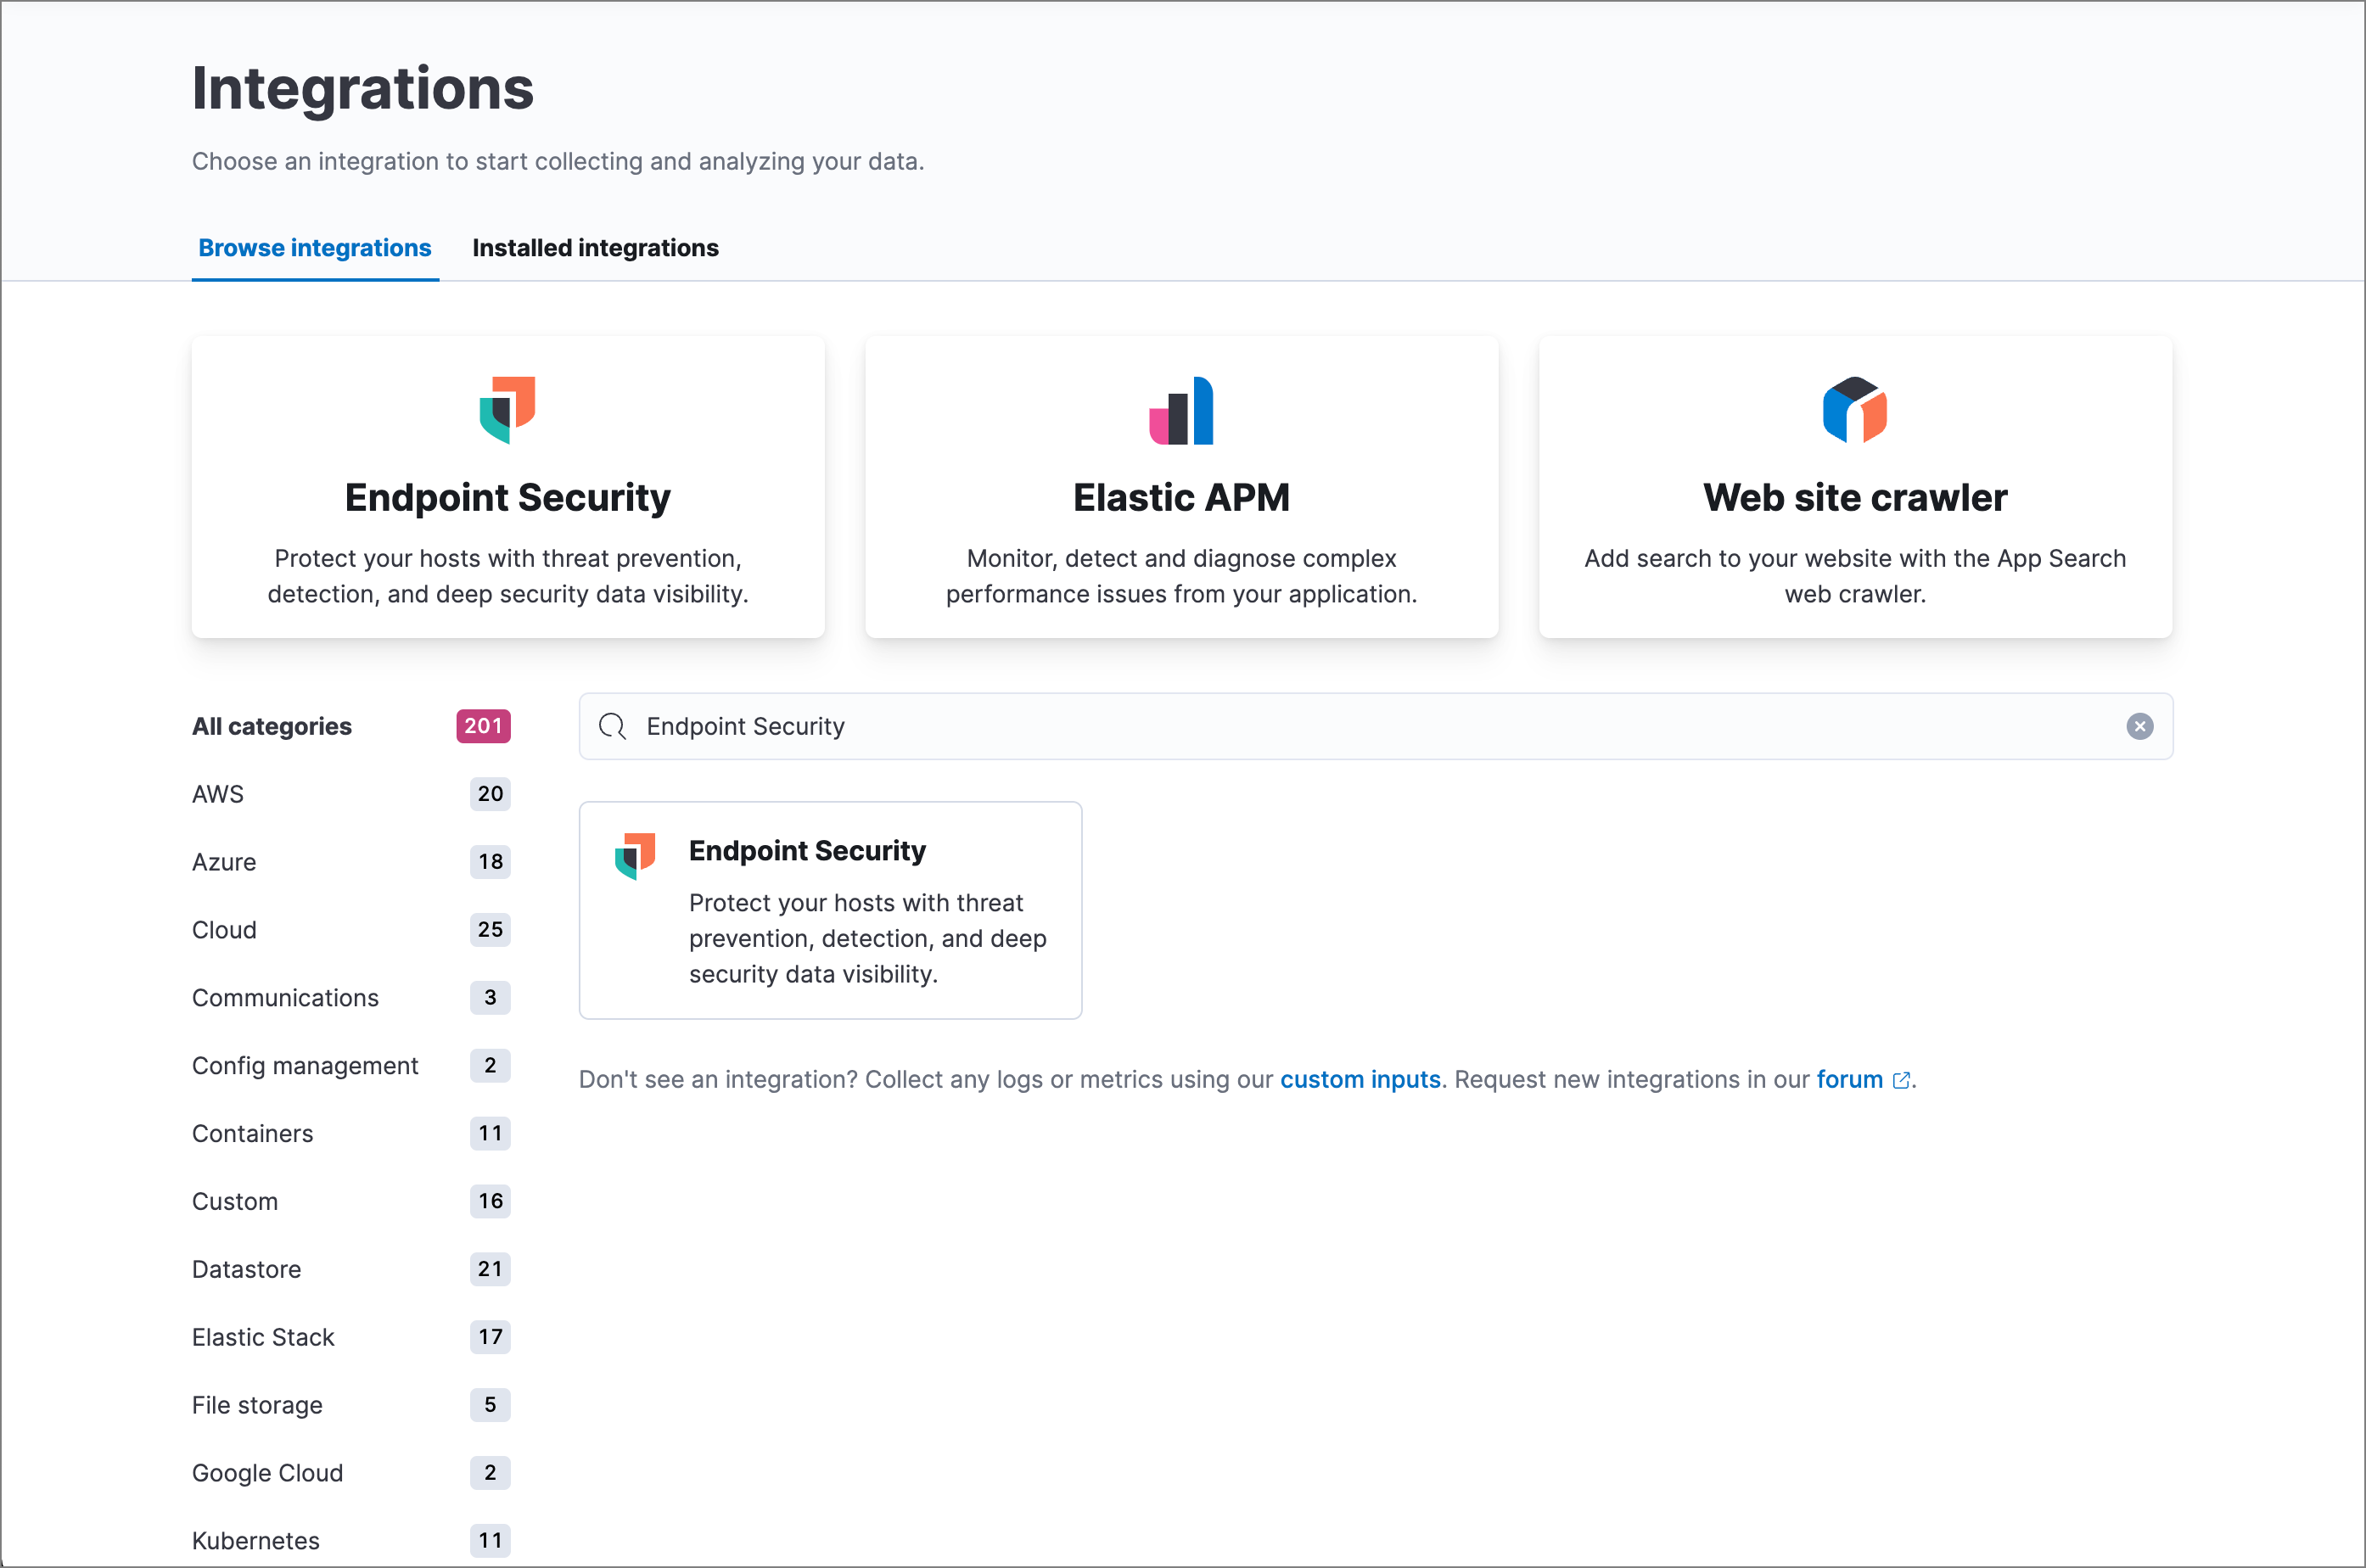 Integrations
Choose an integration to start collecting and analyzing your data.
Browse integrations
Installed integrations
Endpoint Security
Protect your hosts with threat prevention,
detection, and deep security data visibility.
Elastic APM
Monitor, detect and diagnose complex
performance issues from your application.
Web site crawler
Add search to your website with the App Search
web crawler.
All categories 201
AWS 20
Azure 18
Cloud 25
Communications 3
Config management 2
Containers 11
Custom 16
Datastore 21
Elastic Stack 17
File storage 5
Google Cloud 2
Kubernetes 11
Endpoint Security
Endpoint Security
Protect your hosts with threat
prevention, detection, and deep
security data visibility.
Don't see an integration? Collect any logs or metrics using our custom inputs. Request new integrations in our forum.